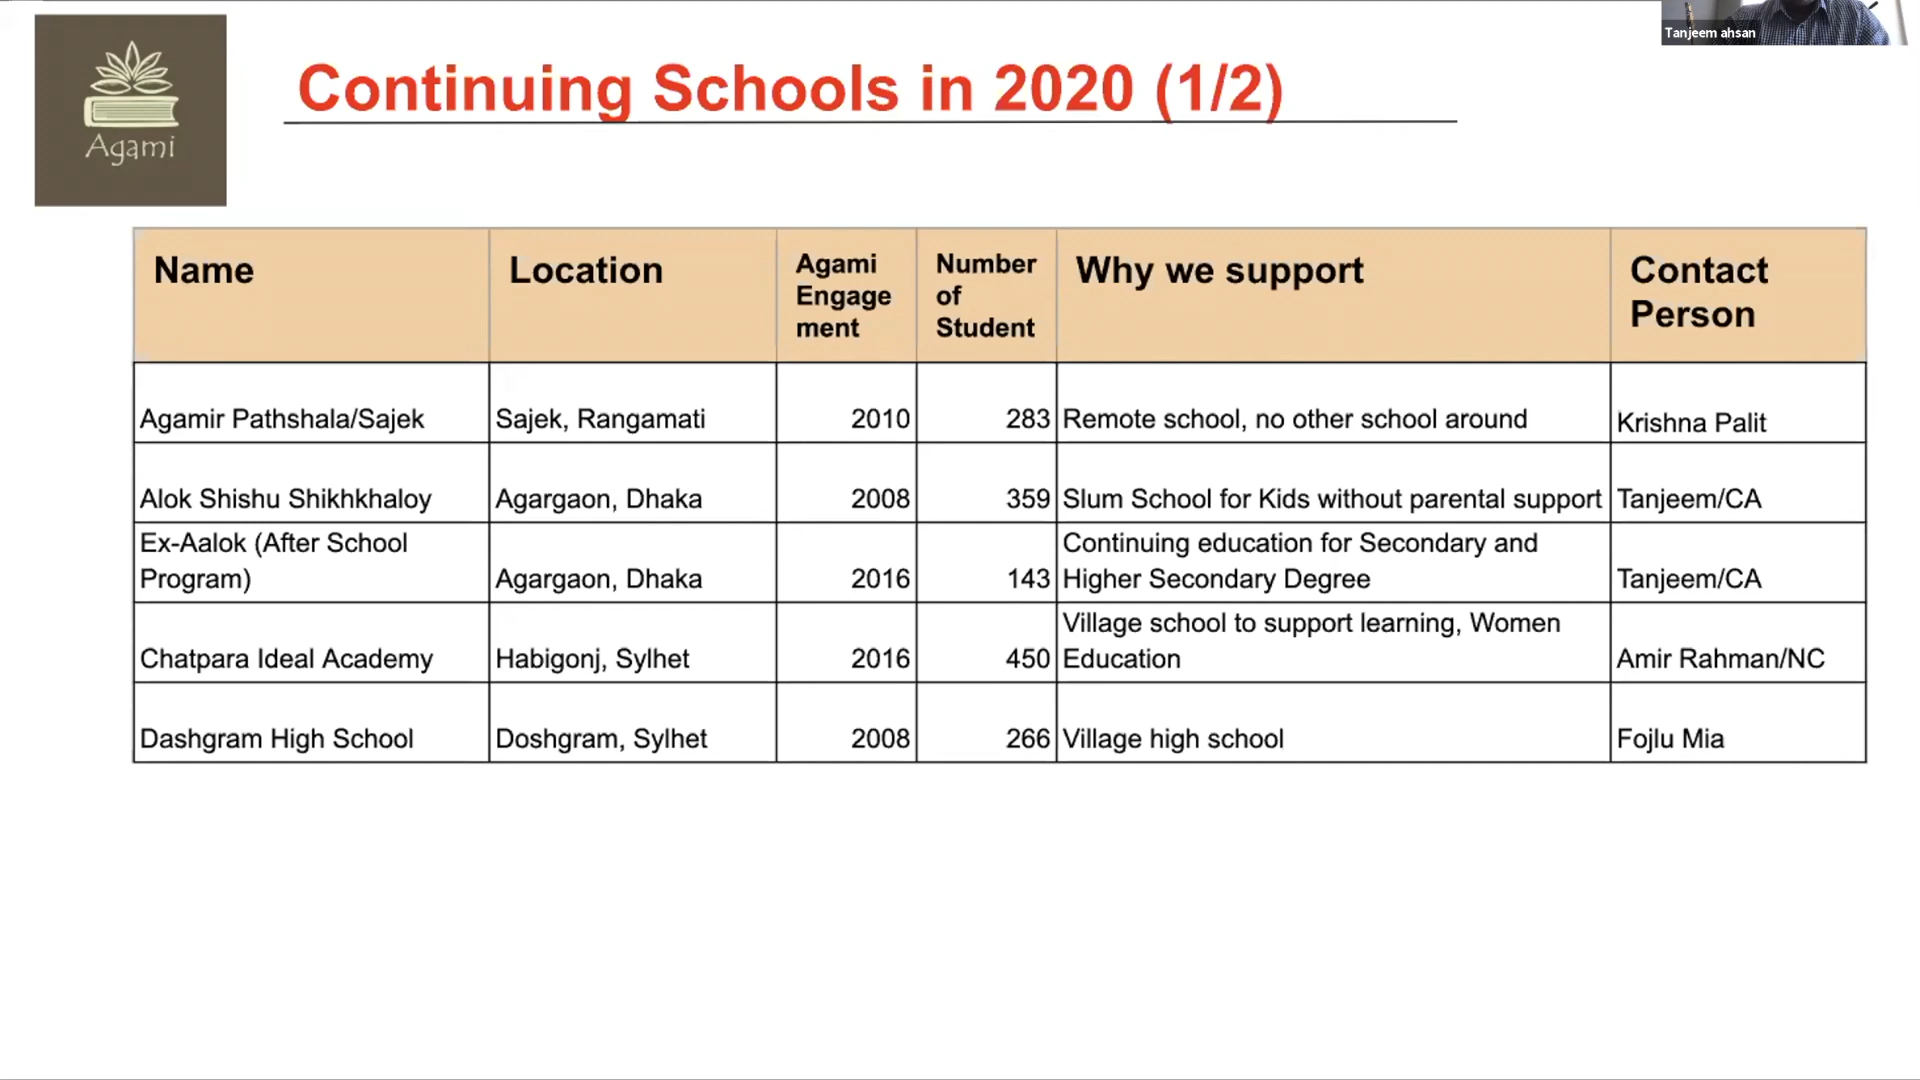 Tanjeem ahsan
Agami
Continuing Schools in 2020 (1/2)
Name
Location
Agami
Engage
ment
Number
of
Student
Why we support
Contact
Person
Agamir Pathshala/Sajek
Sajek, Rangamati
2010
283
Remote school, no other school around
Krishna Palit
Alok Shishu Shikhkhaloy
Agargaon, Dhaka
2008
359
Slum School for Kids without parental support
Tanjeem/CA
Ex-Aalok (After School
Program)
Agargaon, Dhaka
2016
143
Continuing education for Secondary and
Higher Secondary Degree
Tanjeem/CA
Chatpara Ideal Academy
Habigonj, Sylhet
2016
450
Village school to support learning, Women
Education
Amir Rahman/NC
Dashgram High School
Doshgram, Sylhet
2008
266
Village high school
Fojlu Mia